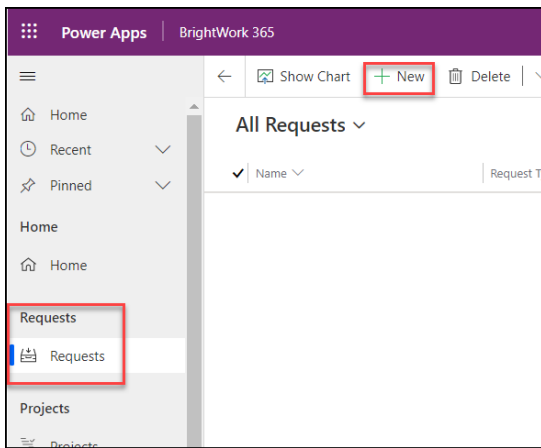 Power Apps BrightWork 365
Show Chart New Delete
Home
All Requests
Recent
Name Request T
Pinned
Home
Home
Requests
Requests
Projects
Projects